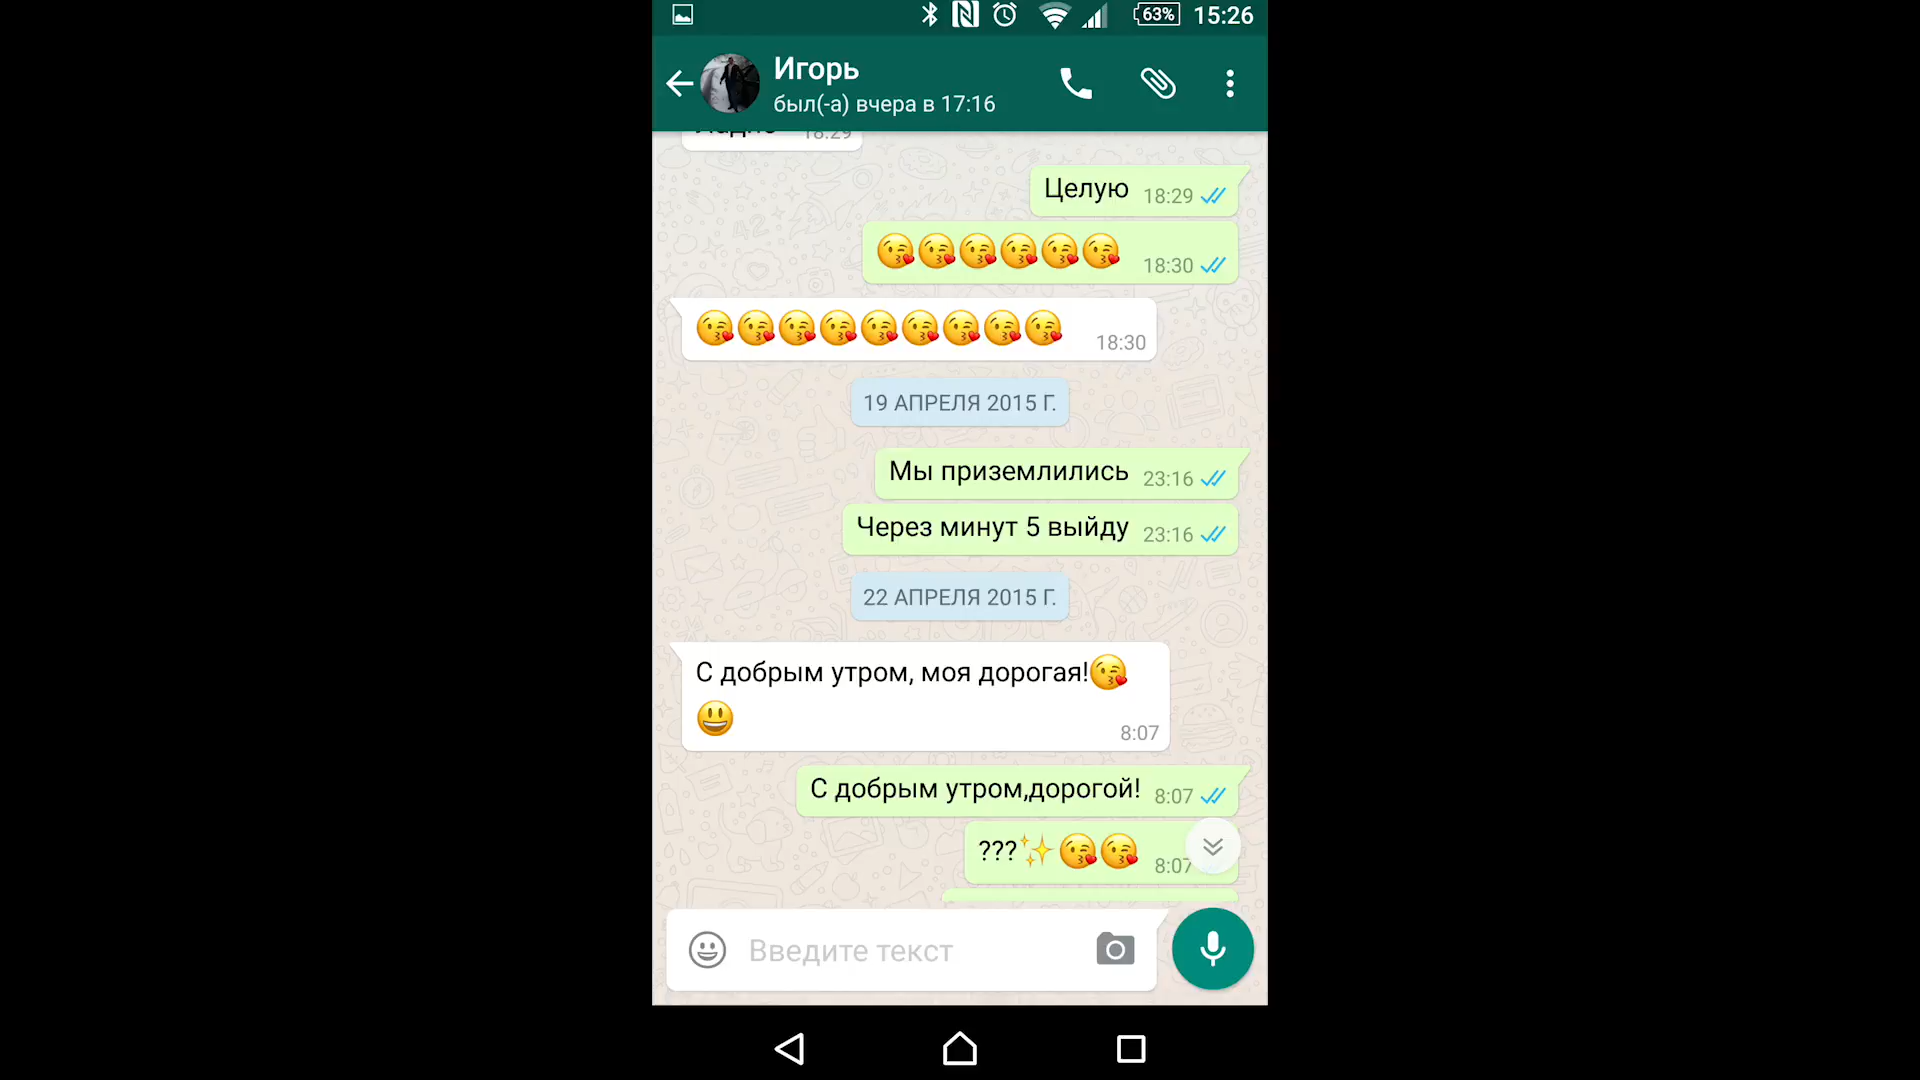 63% 15:26
Игорь
был(-а) вчера в 17:16
18:29
Целую 18:29
😘😘😘😘😘😘 18:30
😘😘😘😘😘😘😘😘😘 18:30
19 АПРЕЛЯ 2015 Г.
Мы приземлились 23:16
Через минут 5 выйду 23:16
22 АПРЕЛЯ 2015 Г.
С добрым утром, моя дорогая!😘
😃 8:07
С добрым утром,дорогой! 8:07
???✨😘😘 8:07
Введите текст